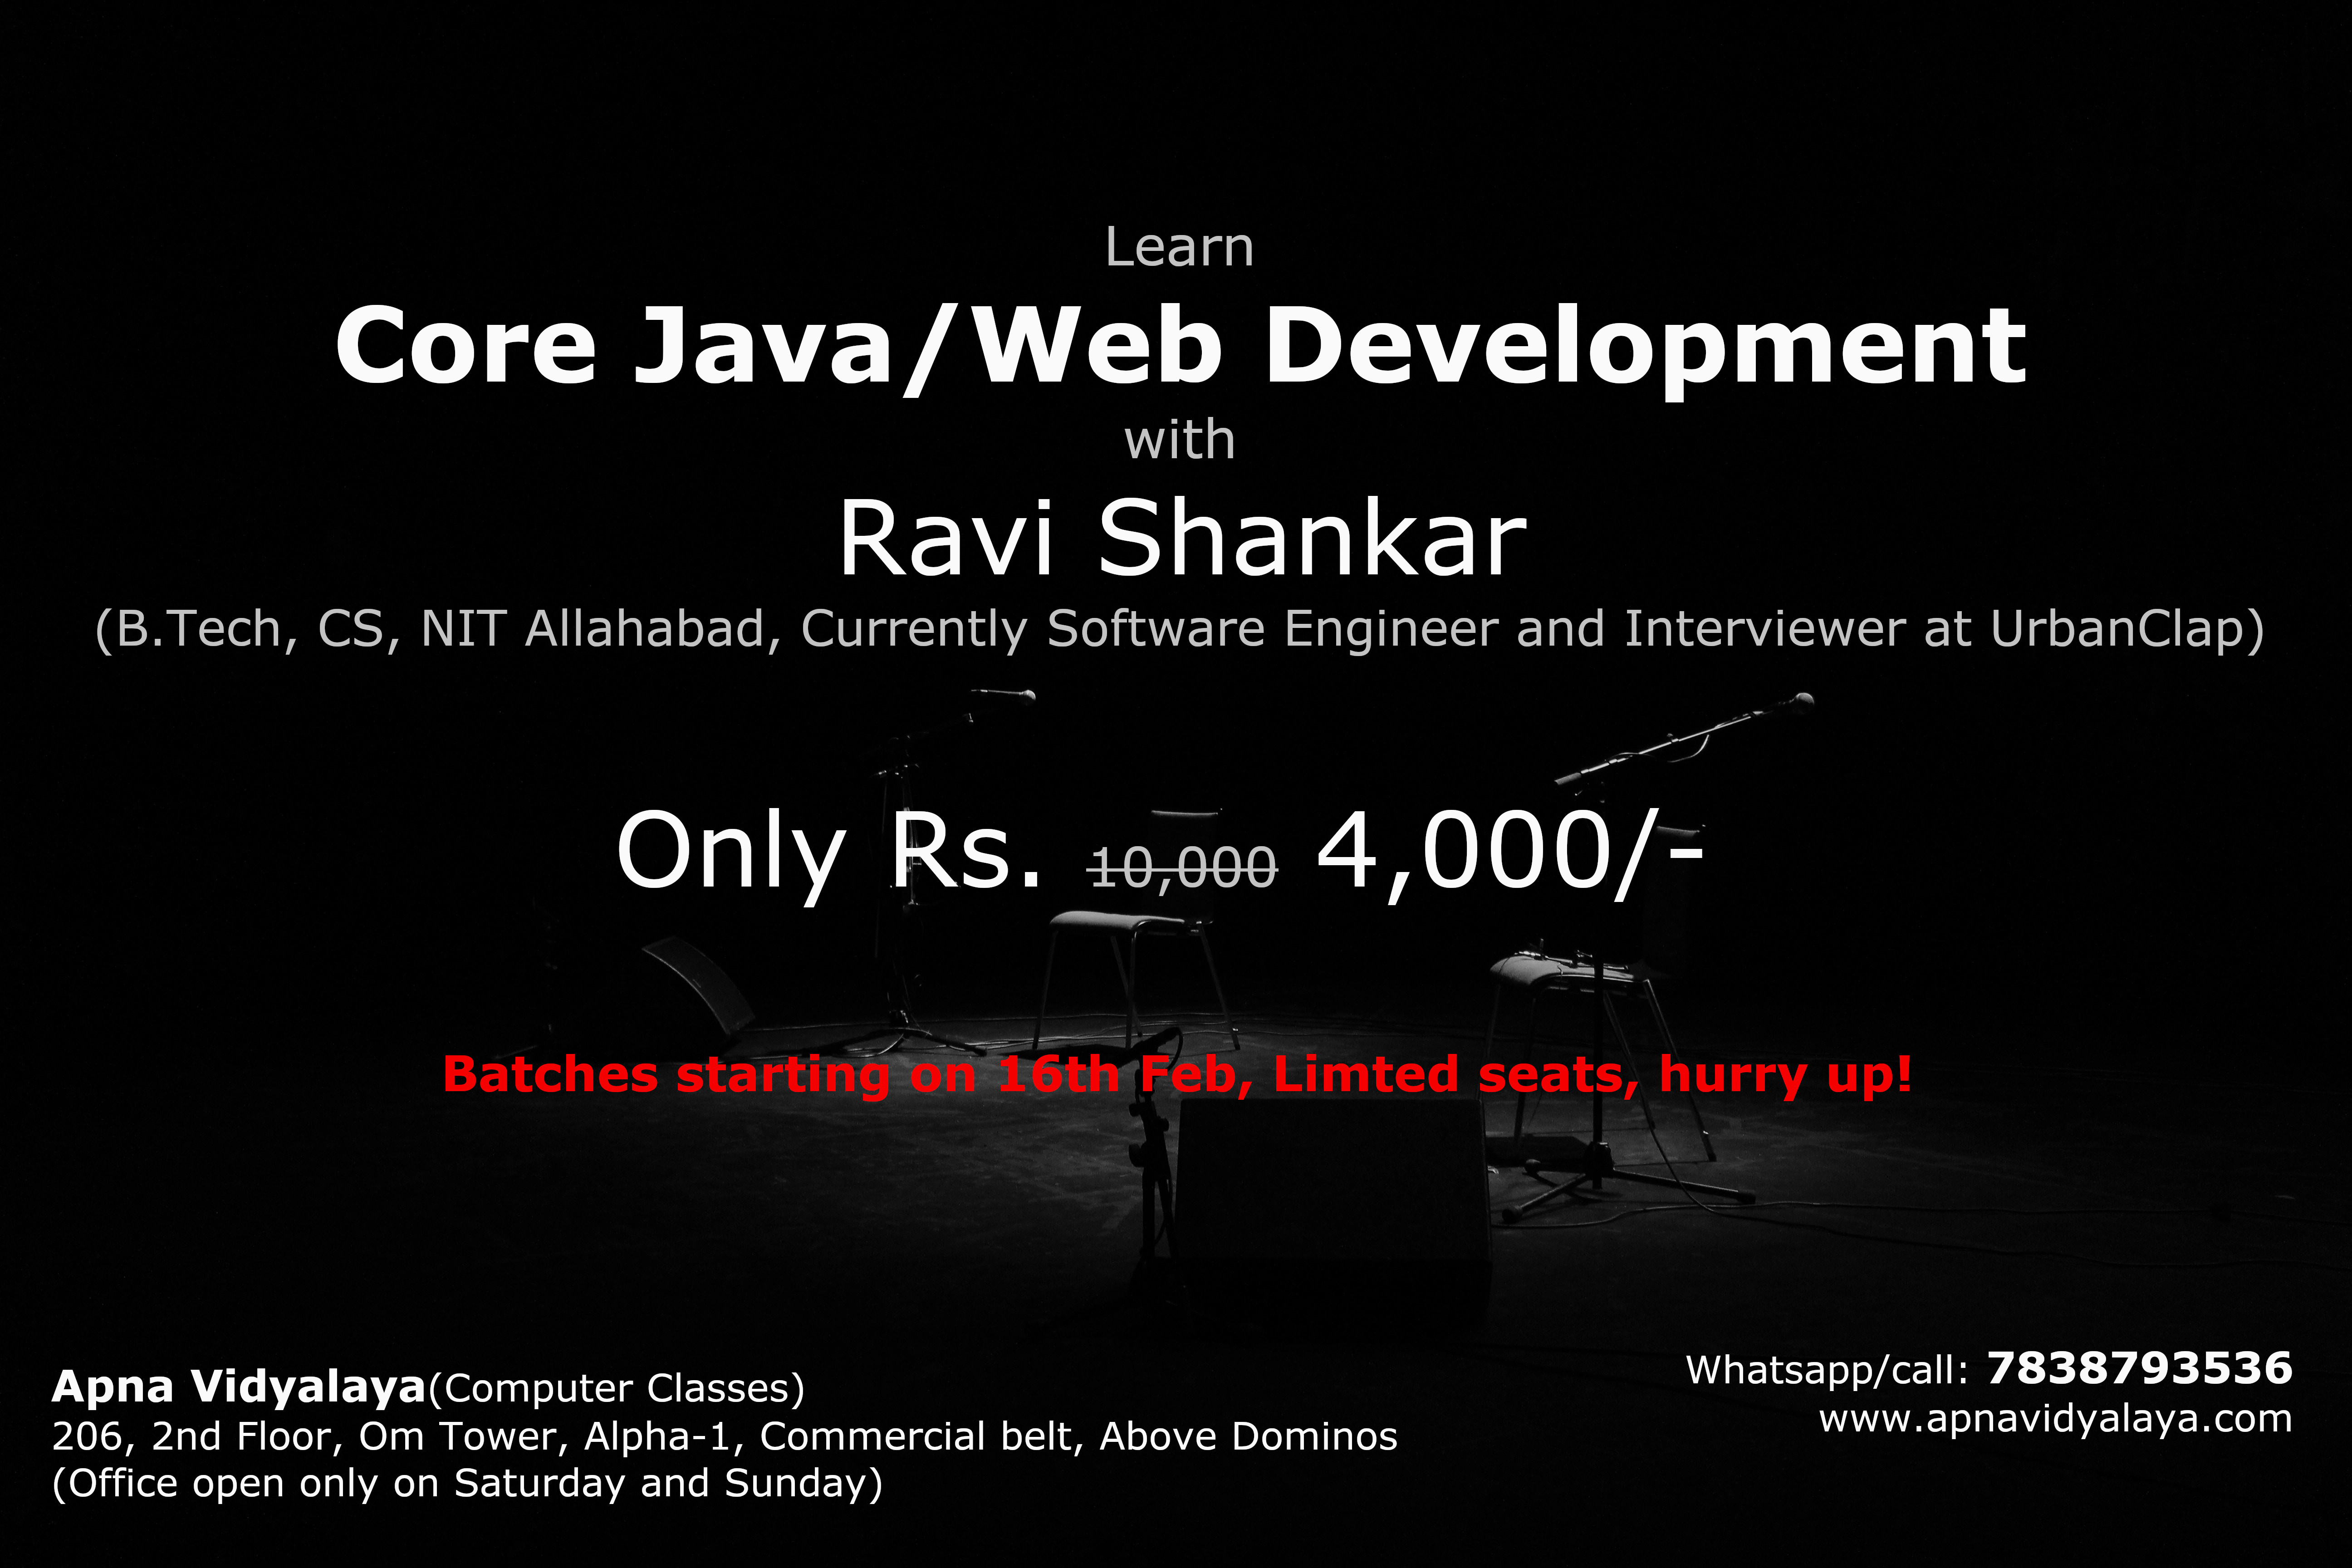 Learn
Core Java/Web Development
with
Ravi Shankar
(B.Tech, CS, NIT Allahabad, Currently Software Engineer and Interviewer at UrbanClap)
Only Rs. 10,000 4,000/-
Batches starting on 16th Feb, Limted seats, hurry up!
Apna Vidyalaya(Computer Classes)
206, 2nd Floor, Om Tower, Alpha-1, Commercial belt, Above Dominos
(Office open only on Saturday and Sunday)
Whatsapp/call: 7838793536
www.apnavidyalaya.com